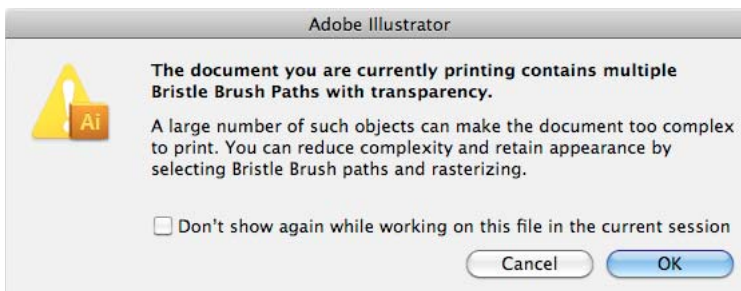 Adobe Illustrator
The document you are currently printing contains multiple
Bristle Brush Paths with transparency.
Ai
A large number of such objects can make the document too complex
to print. You can reduce complexity and retain appearance by
selecting Bristle Brush paths and rasterizing.
Don't show again while working on this file in the current session
Cancel
OK